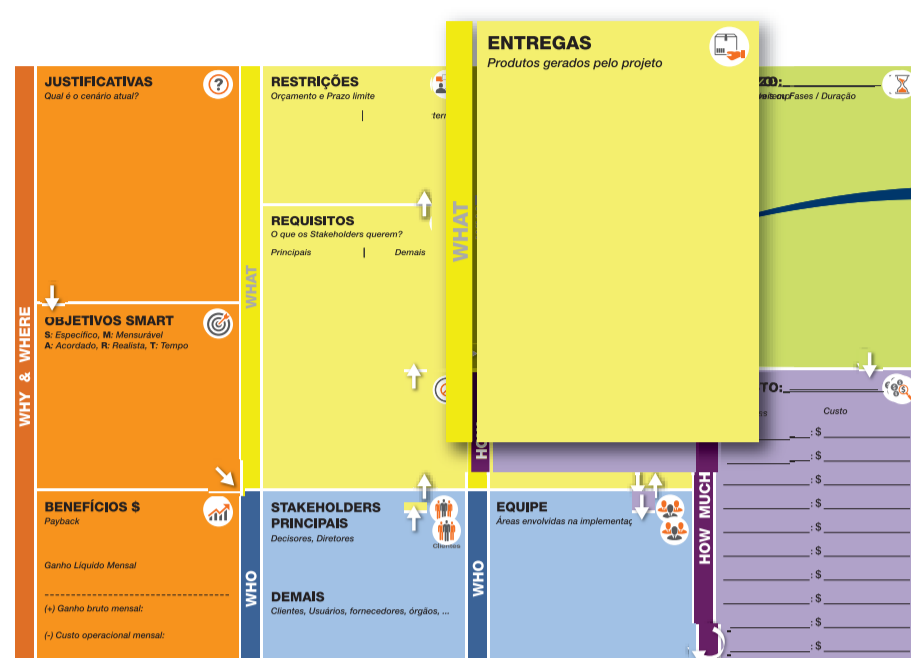 ENTREGAS
Produtos gerados pelo projeto
WHAT
WHY & WHERE
JUSTIFICATIVAS
Qual é o cenário atual?
OBJETIVOS SMART
S: Específico, M: Mensurável
A: Acordado, R: Realista, T: Tempo
BENEFÍCIOS $
Payback
Ganho Líquido Mensal
(+) Ganho bruto mensal:
(-) Custo operacional mensal:
WHAT
RESTRIÇÕES
Orçamento e Prazo limite
REQUISITOS
O que os Stakeholders querem?
Principais | Demais
WHO
STAKEHOLDERS
PRINCIPAIS
Decisores, Diretores
Clientes
DEMAIS
Clientes, Usuários, fornecedores, órgãos, ...
WHO
EQUIPE
Áreas envolvidas na implementaç
Fases / Duração
HOW MUCH
TO:
Custo
: $
: $
: $
: $
: $
: $
: $
: $
: $
: $